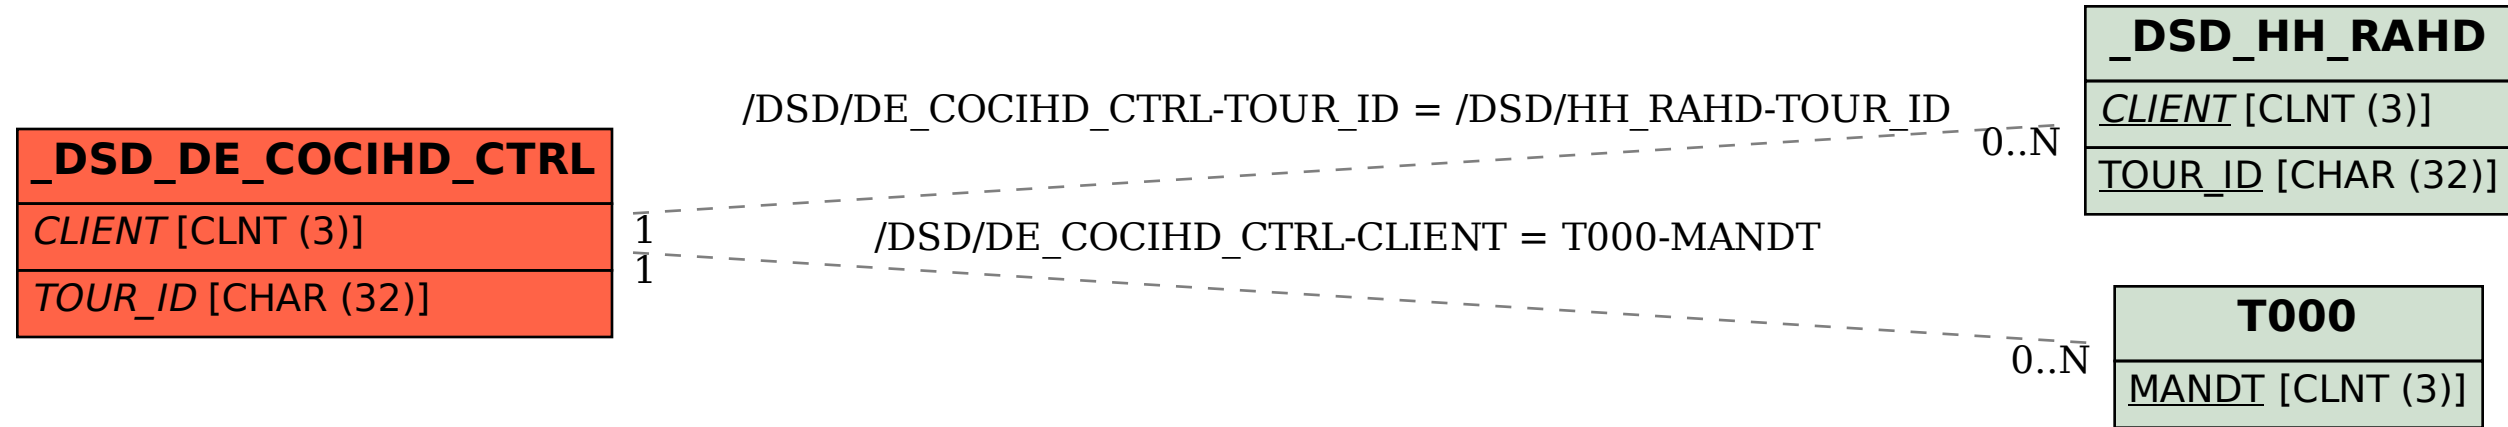 _DSD_DE_COCIHD_CTRL
CLIENT [CLNT (3)]
TOUR_ID [CHAR (32)]
/DSD/DE_COCIHD_CTRL-TOUR_ID = /DSD/HH_RAHD-TOUR_ID
1
0..N
/DSD/DE_COCIHD_CTRL-CLIENT = T000-MANDT
1
0..N
_DSD_HH_RAHD
CLIENT [CLNT (3)]
TOUR_ID [CHAR (32)]
T000
MANDT [CLNT (3)]